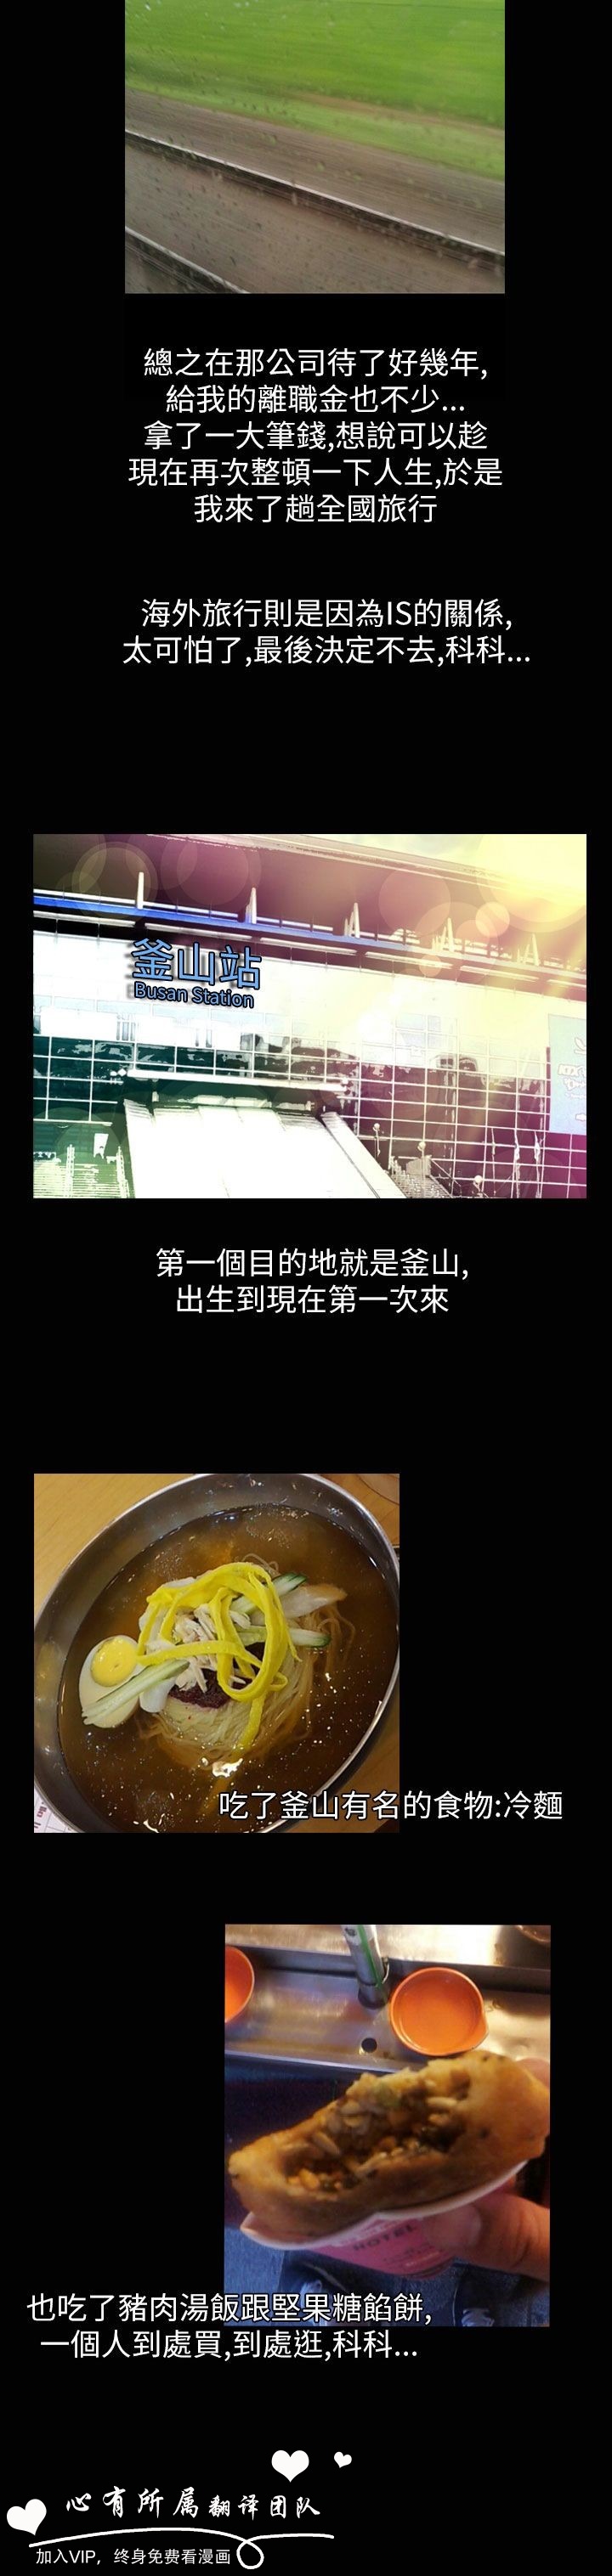 總之在那公司待了好幾年,
給我的離職金也不少...
拿了一大筆錢,想說可以趁
現在再次整頓一下人生,於是
我來了趟全國旅行
海外旅行則是因為IS的關係,
太可怕了,最後決定不去,科科...
釜山站
Busan Station
第一個目的地就是釜山,
出生到現在第一次來
吃了釜山有名的食物:冷麵
HOTEL
也吃了豬肉湯飯跟堅果糖餡餅,
一個人到處買,到處逛,科科...
心有所属翻译团队
加入VIP，终身免费看漫画